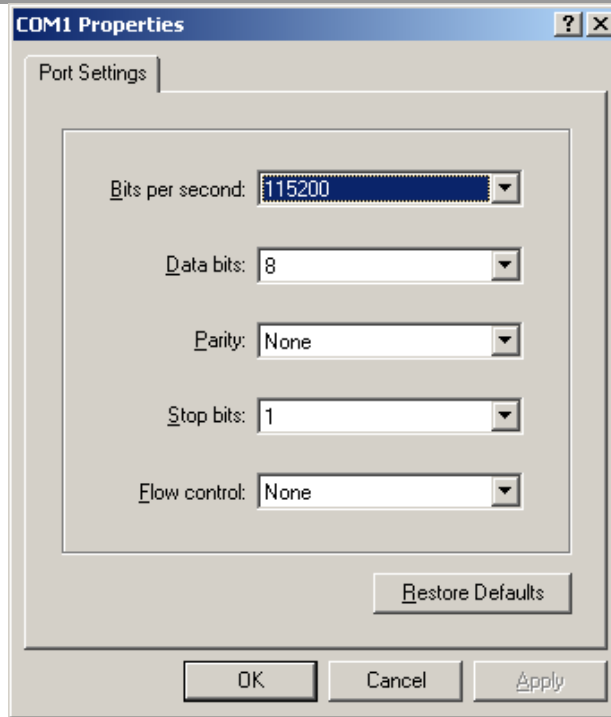 COM1 Properties
Port Settings
Bits per second: 115200
Data bits: 8
Parity: None
Stop bits: 1
Flow control: None
Restore Defaults
OK Cancel Apply